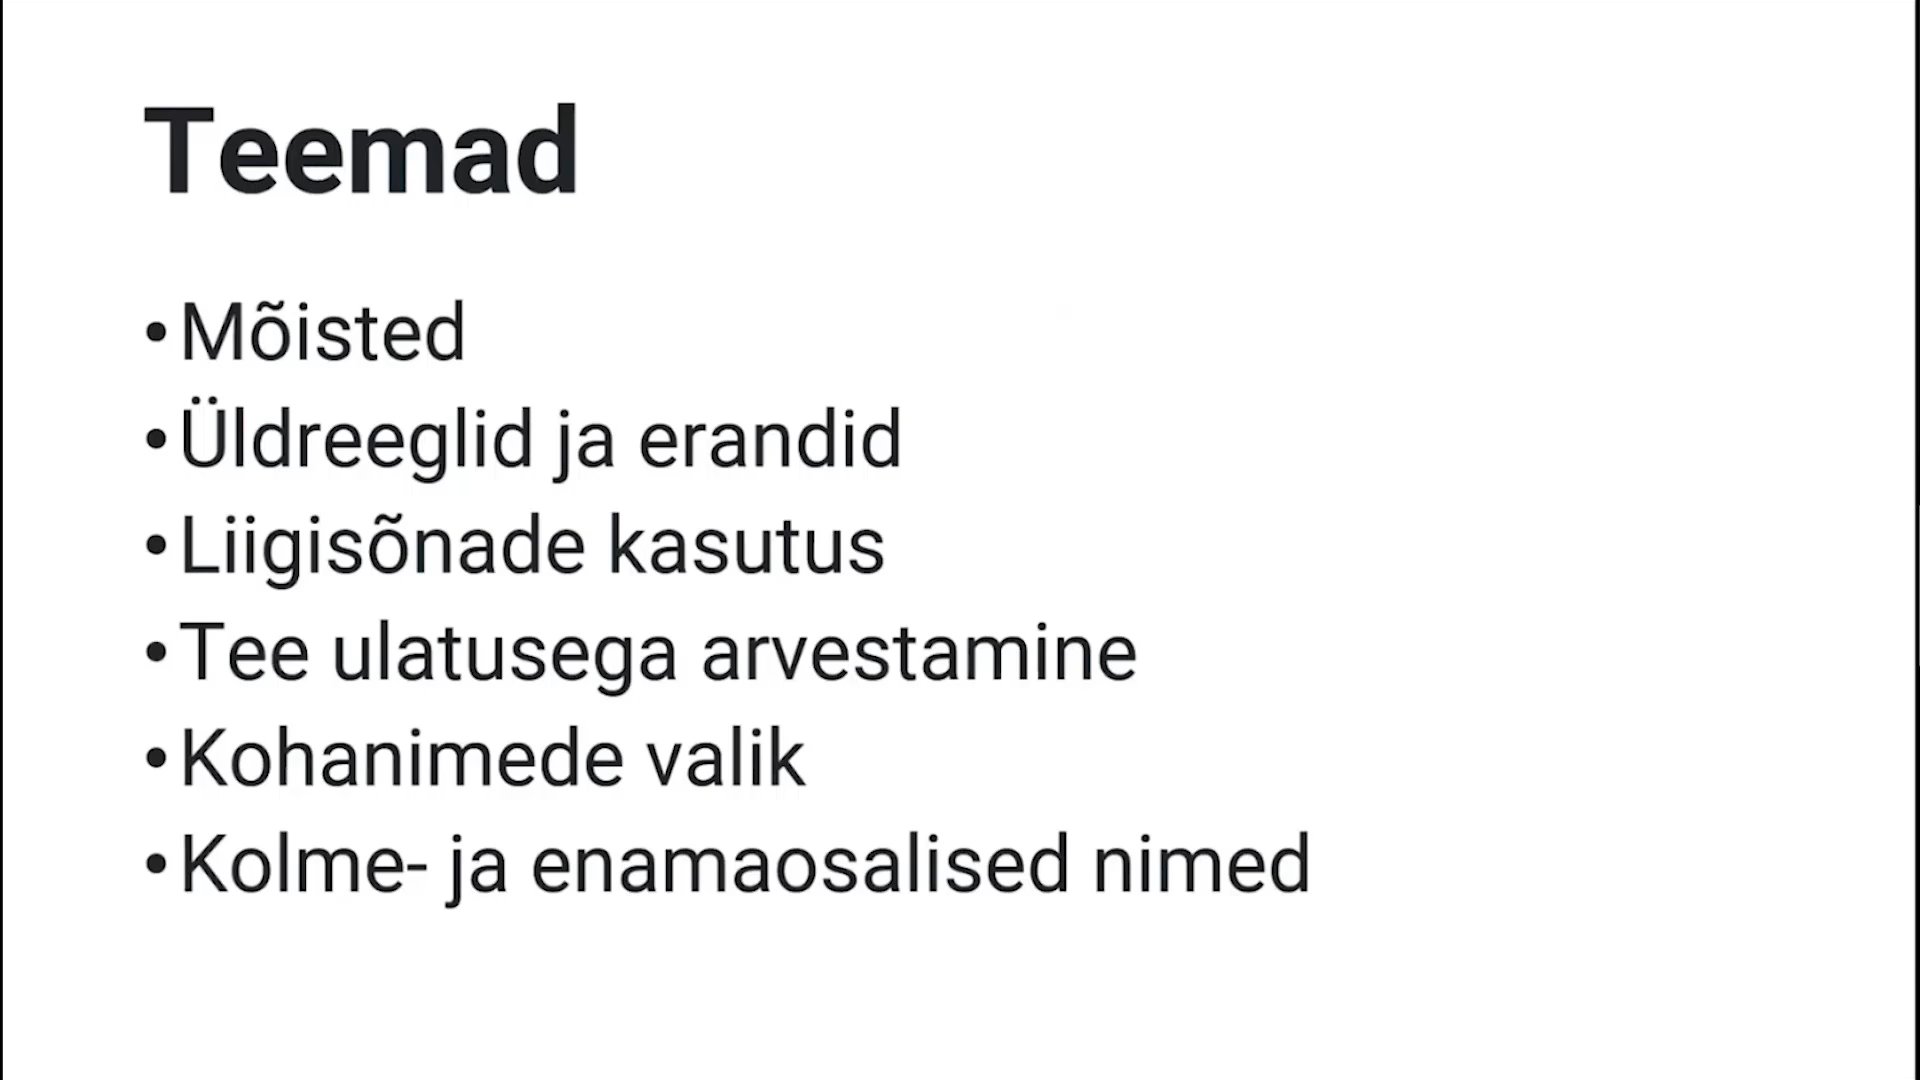 Teemad
• Mõisted
• Üldreeglid ja erandid
• Liigisõnade kasutus
• Tee ulatusega arvestamine
• Kohanimede valik
• Kolme- ja enamaosalised nimed